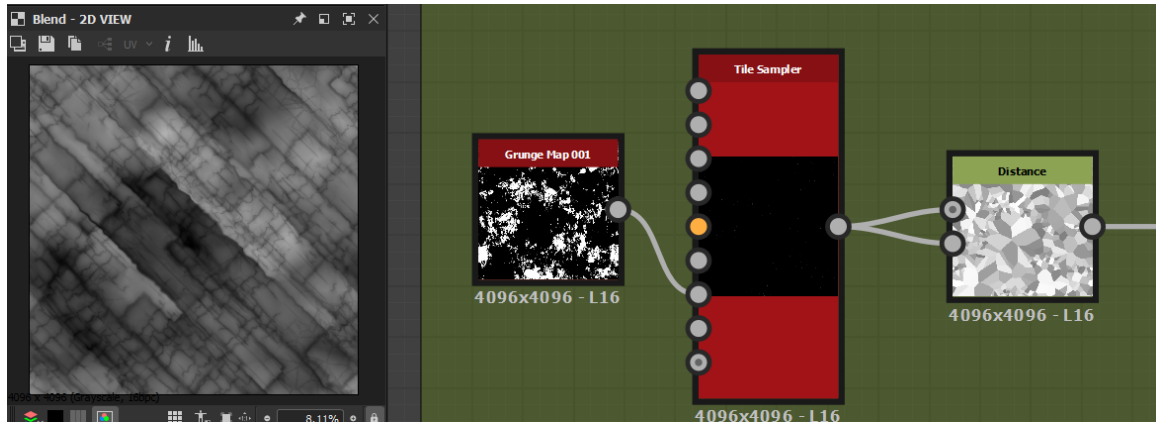 Blend - 2D VIEW
UV
i
4096 x 4096 (Grayscale, 16bpc)
8.11%
Grunge Map 001
4096x4096 - L16
Tile Sampler
4096x4096 - L16
Distance
4096x4096 - L16